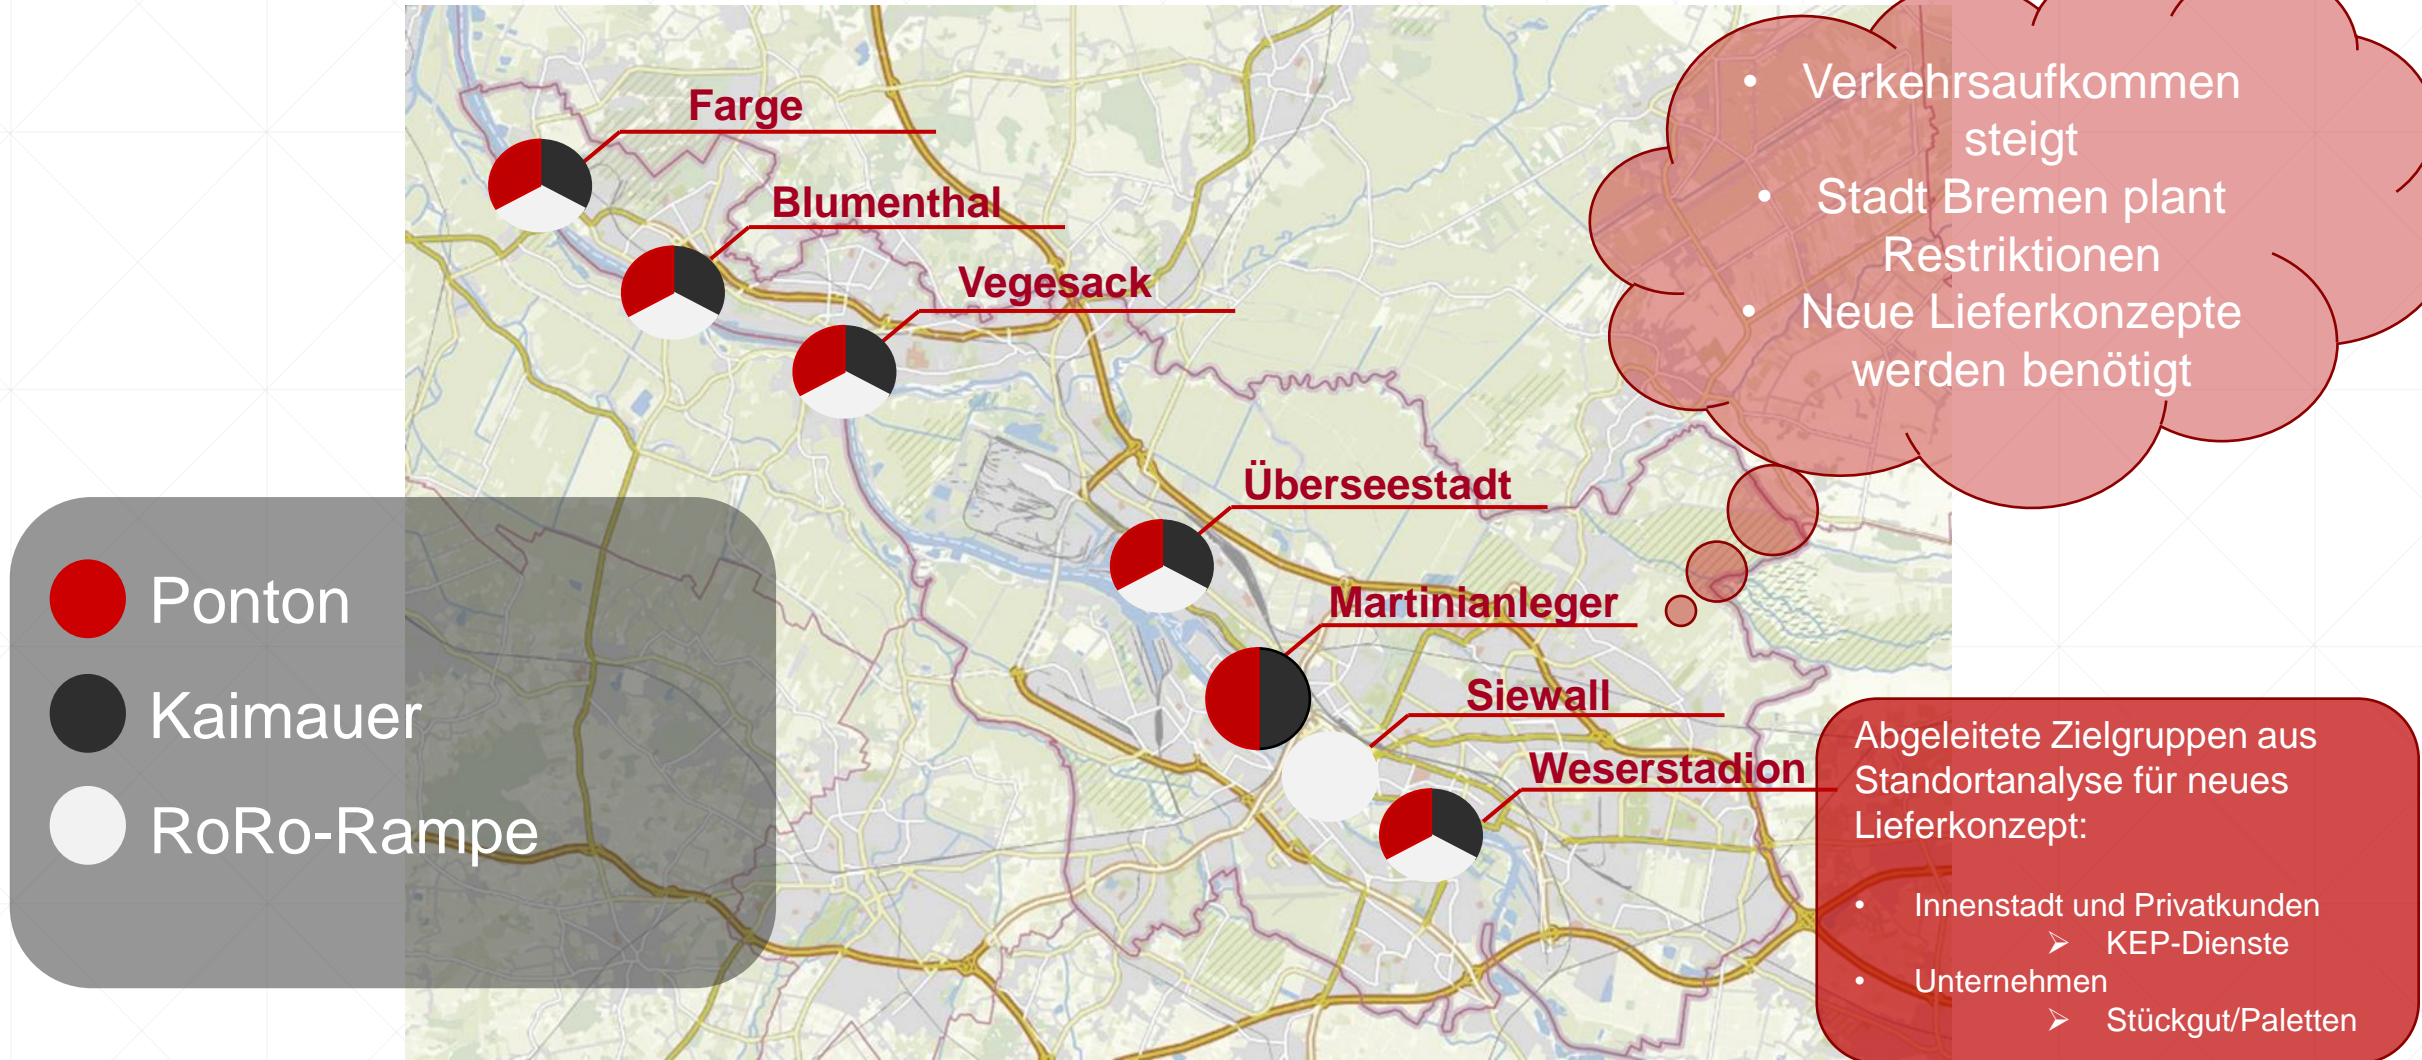 • Verkehrsaufkommen
steigt
• Stadt Bremen plant
Restriktionen
• Neue Lieferkonzepte
werden benötigt
Farge
Blumenthal
Vegesack
Überseestadt
Martinianleger
Siewall
Weserstadion
Ponton
Kaimauer
RoRo-Rampe
Abgeleitete Zielgruppen aus
Standortanalyse für neues
Lieferkonzept:
• Innenstadt und Privatkunden
➢ KEP-Dienste
• Unternehmen
➢ Stückgut/Paletten